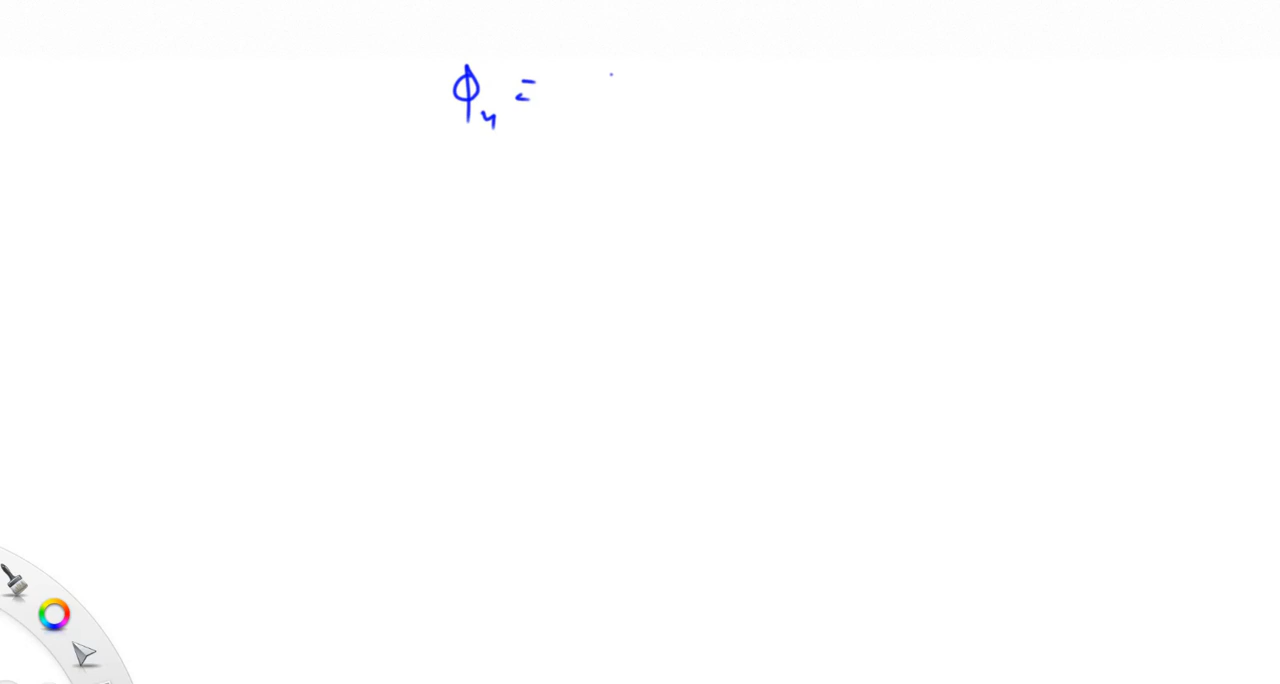 ϕ₄ =